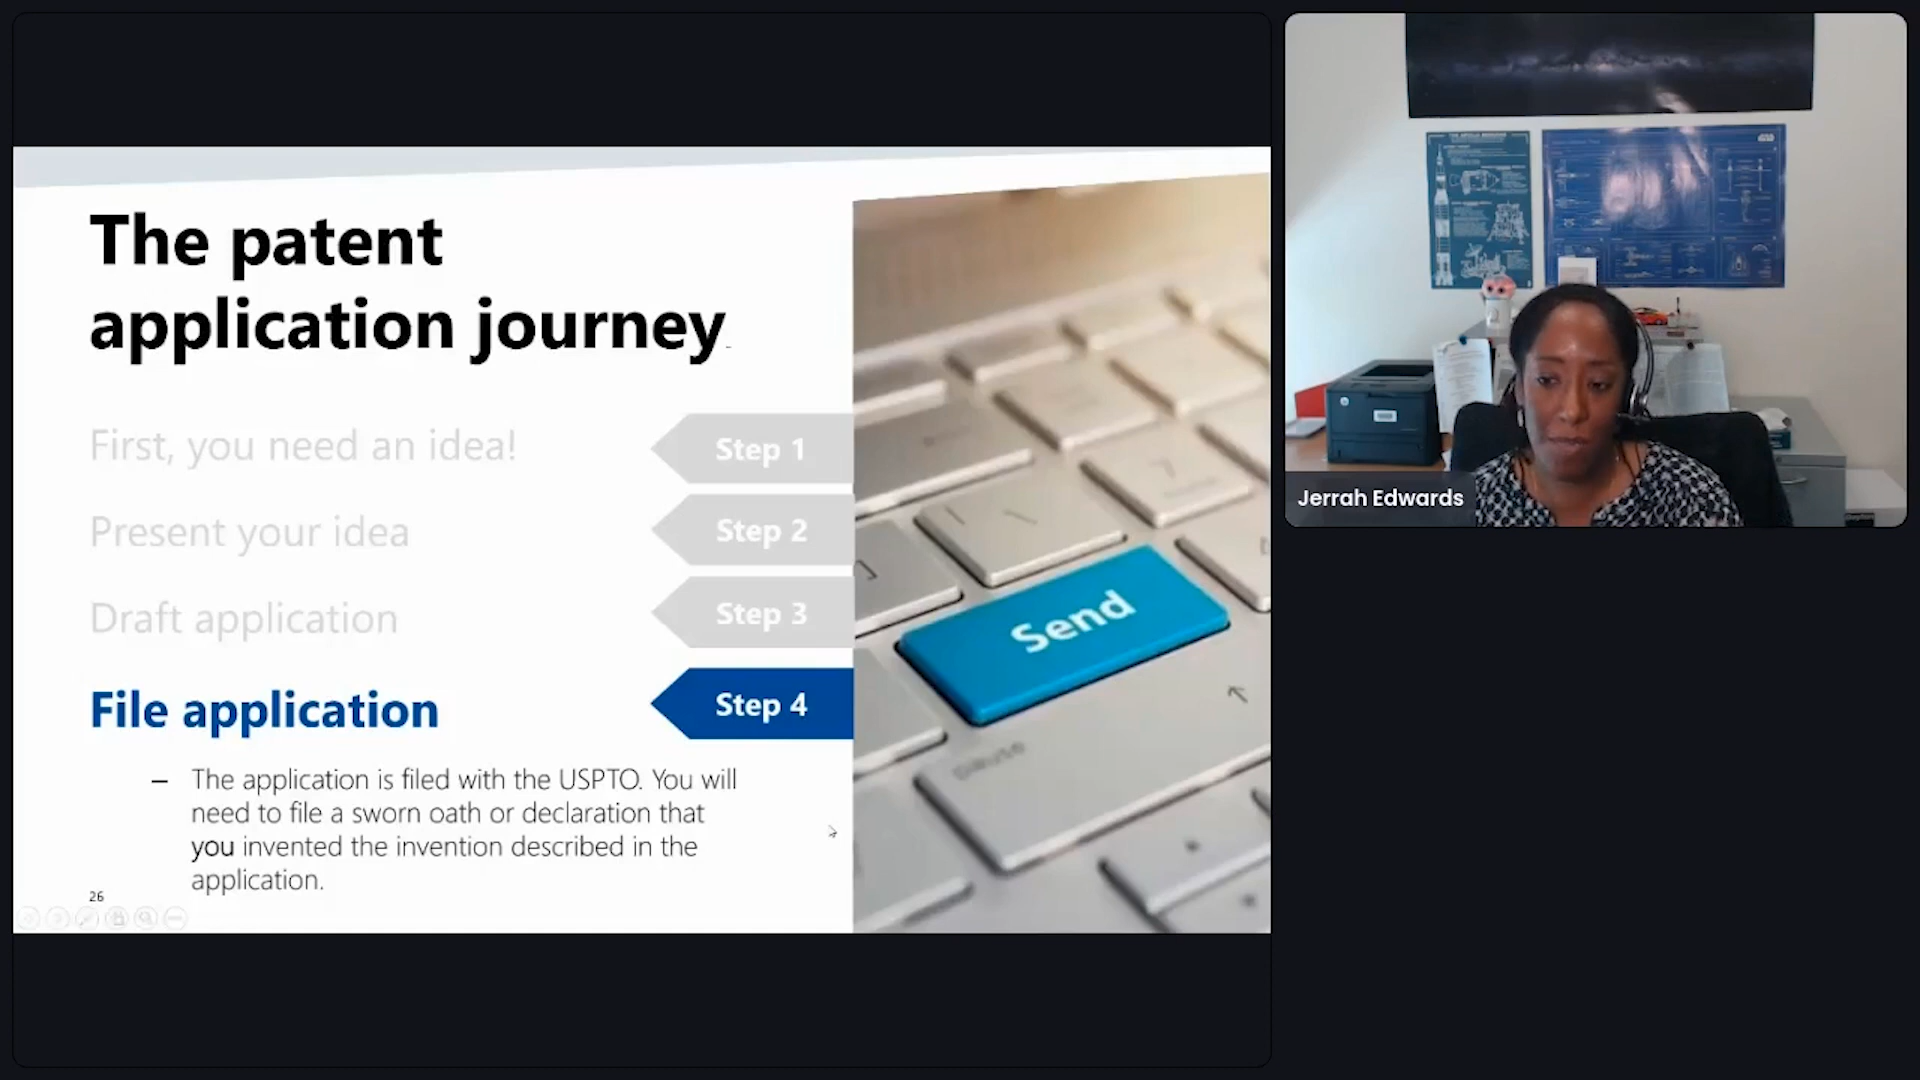 The patent
application journey
First, you need an idea!
Step 1
Present your idea
Step 2
Draft application
Step 3
File application
Step 4
– The application is filed with the USPTO. You will
need to file a sworn oath or declaration that
you invented the invention described in the
application.
26
Send
pause
Jerrah Edwards